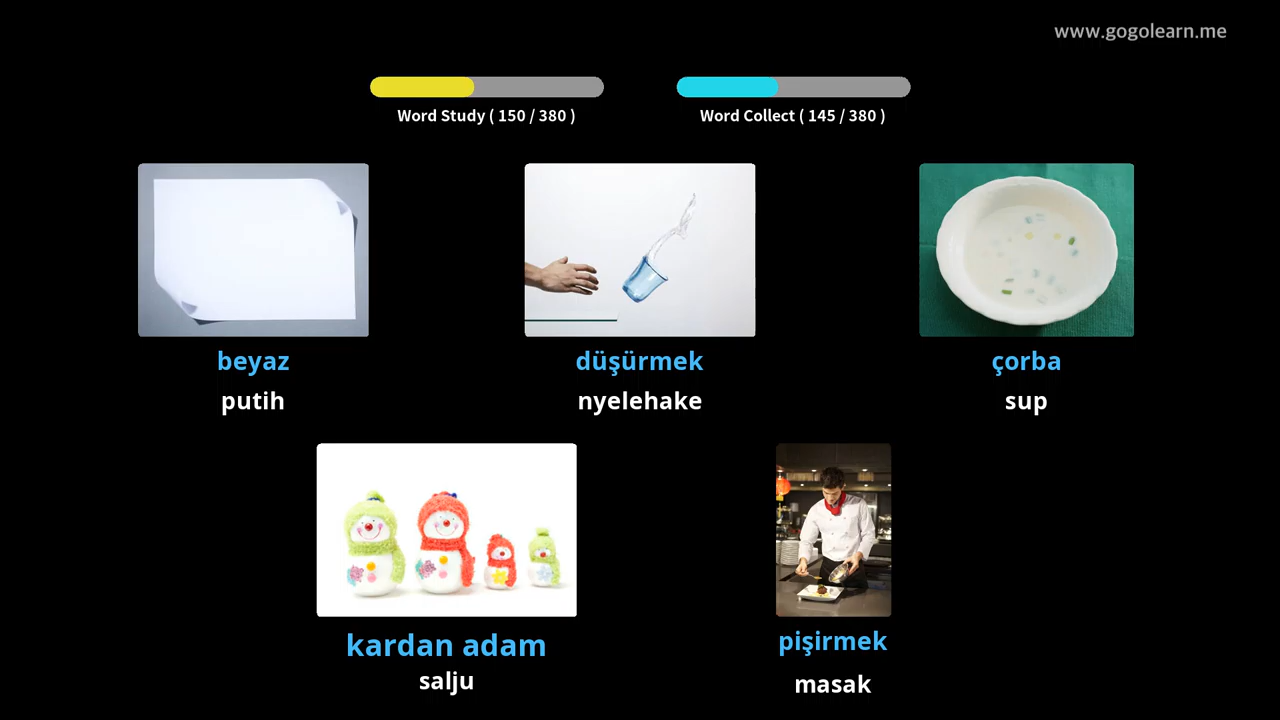 www.gogolearn.me
Word Study ( 150 / 380 )
Word Collect ( 145 / 380 )
beyaz
putih
düşürmek
nyelehake
çorba
sup
kardan adam
salju
pişirmek
masak